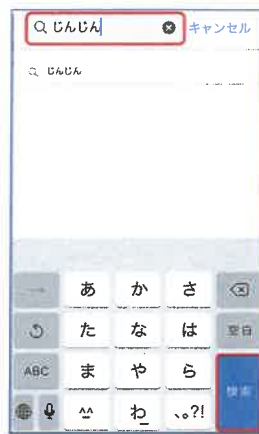 じんじん キャンセル
じんじん
→ あ か さ
た な は 空白
ABC ま や ら 検索
^^ わ 、。?!